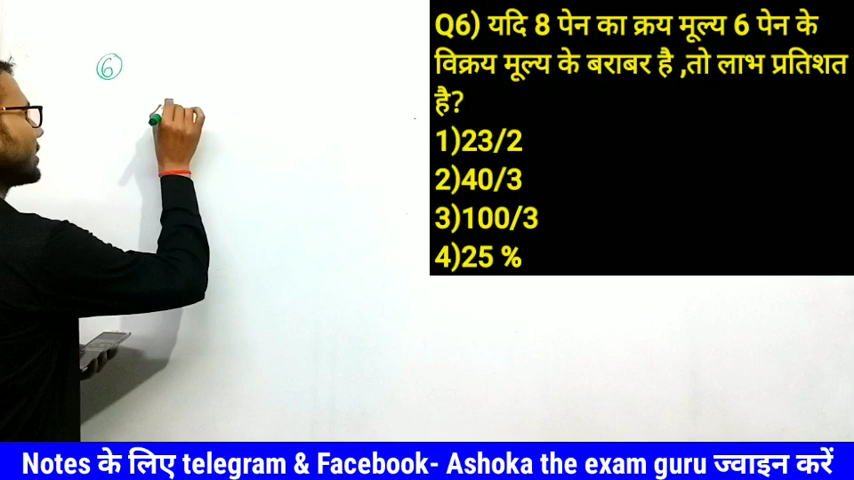 Q6) यदि 8 पेन का क्रय मूल्य 6 पेन के
विक्रय मूल्य के बराबर है ,तो लाभ प्रतिशत
है?
1)23/2
2)40/3
3)100/3
4)25 %
6
Notes के लिए telegram & Facebook- Ashoka the exam guru ज्वाइन करें